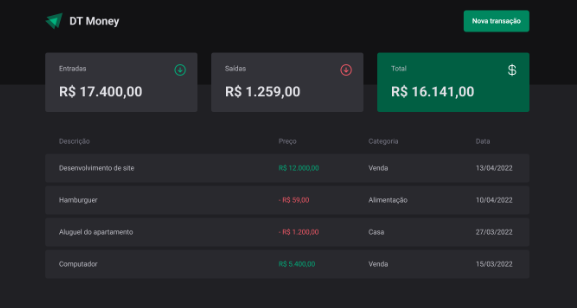 DT Money
Nova transação
Entradas
R$ 17.400,00
Saídas
R$ 1.259,00
Total
R$ 16.141,00
Descrição Preço Categoria Data
Desenvolvimento de site R$ 12.000,00 Venda 13/04/2022
Hamburguer - R$ 59,00 Alimentação 10/04/2022
Aluguel do apartamento - R$ 1.200,00 Casa 27/03/2022
Computador R$ 5.400,00 Venda 15/03/2022